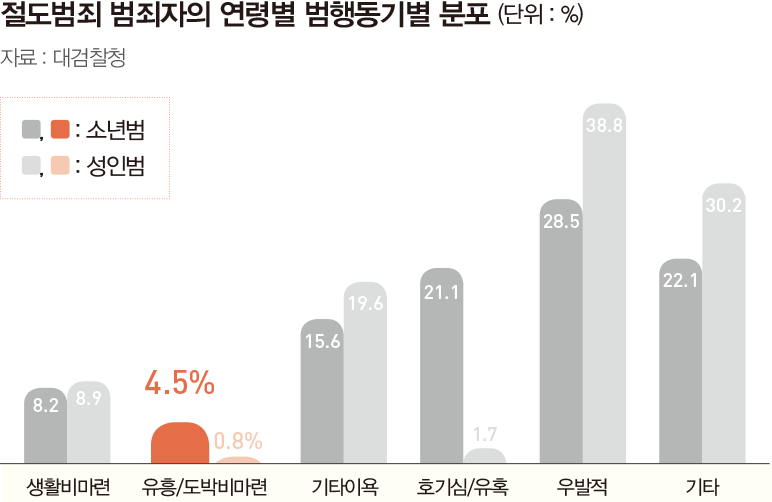 절도범죄 범죄자의 연령별 범행동기별 분포 (단위 : %)
자료 : 대검찰청
, : 소년범
, : 성인범
8.2 8.9 4.5% 0.8% 15.6 19.6 21.1 1.7 28.5 38.8 22.1 30.2
생활비마련 유흥/도박비마련 기타이욕 호기심/유혹 우발적 기타